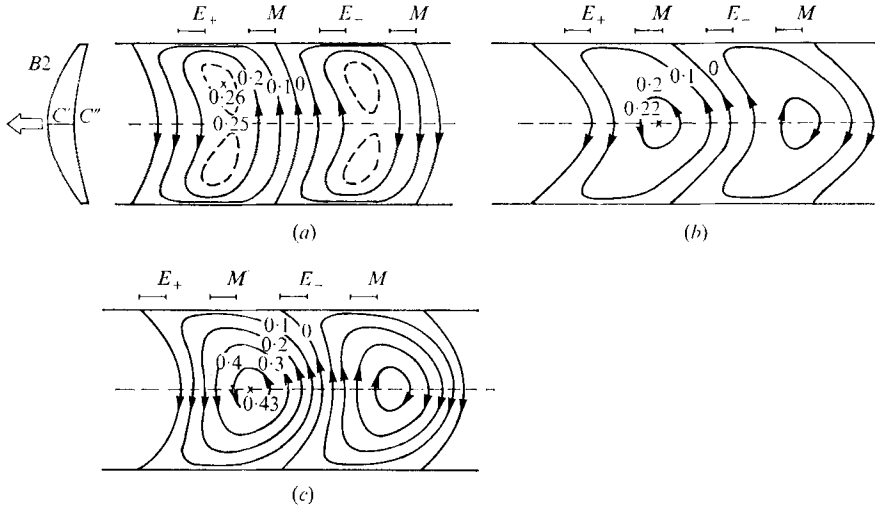 E₊ M E₋ M
B2
C′ C″
0·2 0·1 0
0·26
0·25
(a)
E₊ M E₋ M
0·2 0·1 0
0·22
(b)
E₊ M E₋ M
0·1 0
0·2
0·4 0·3
0·43
(c)